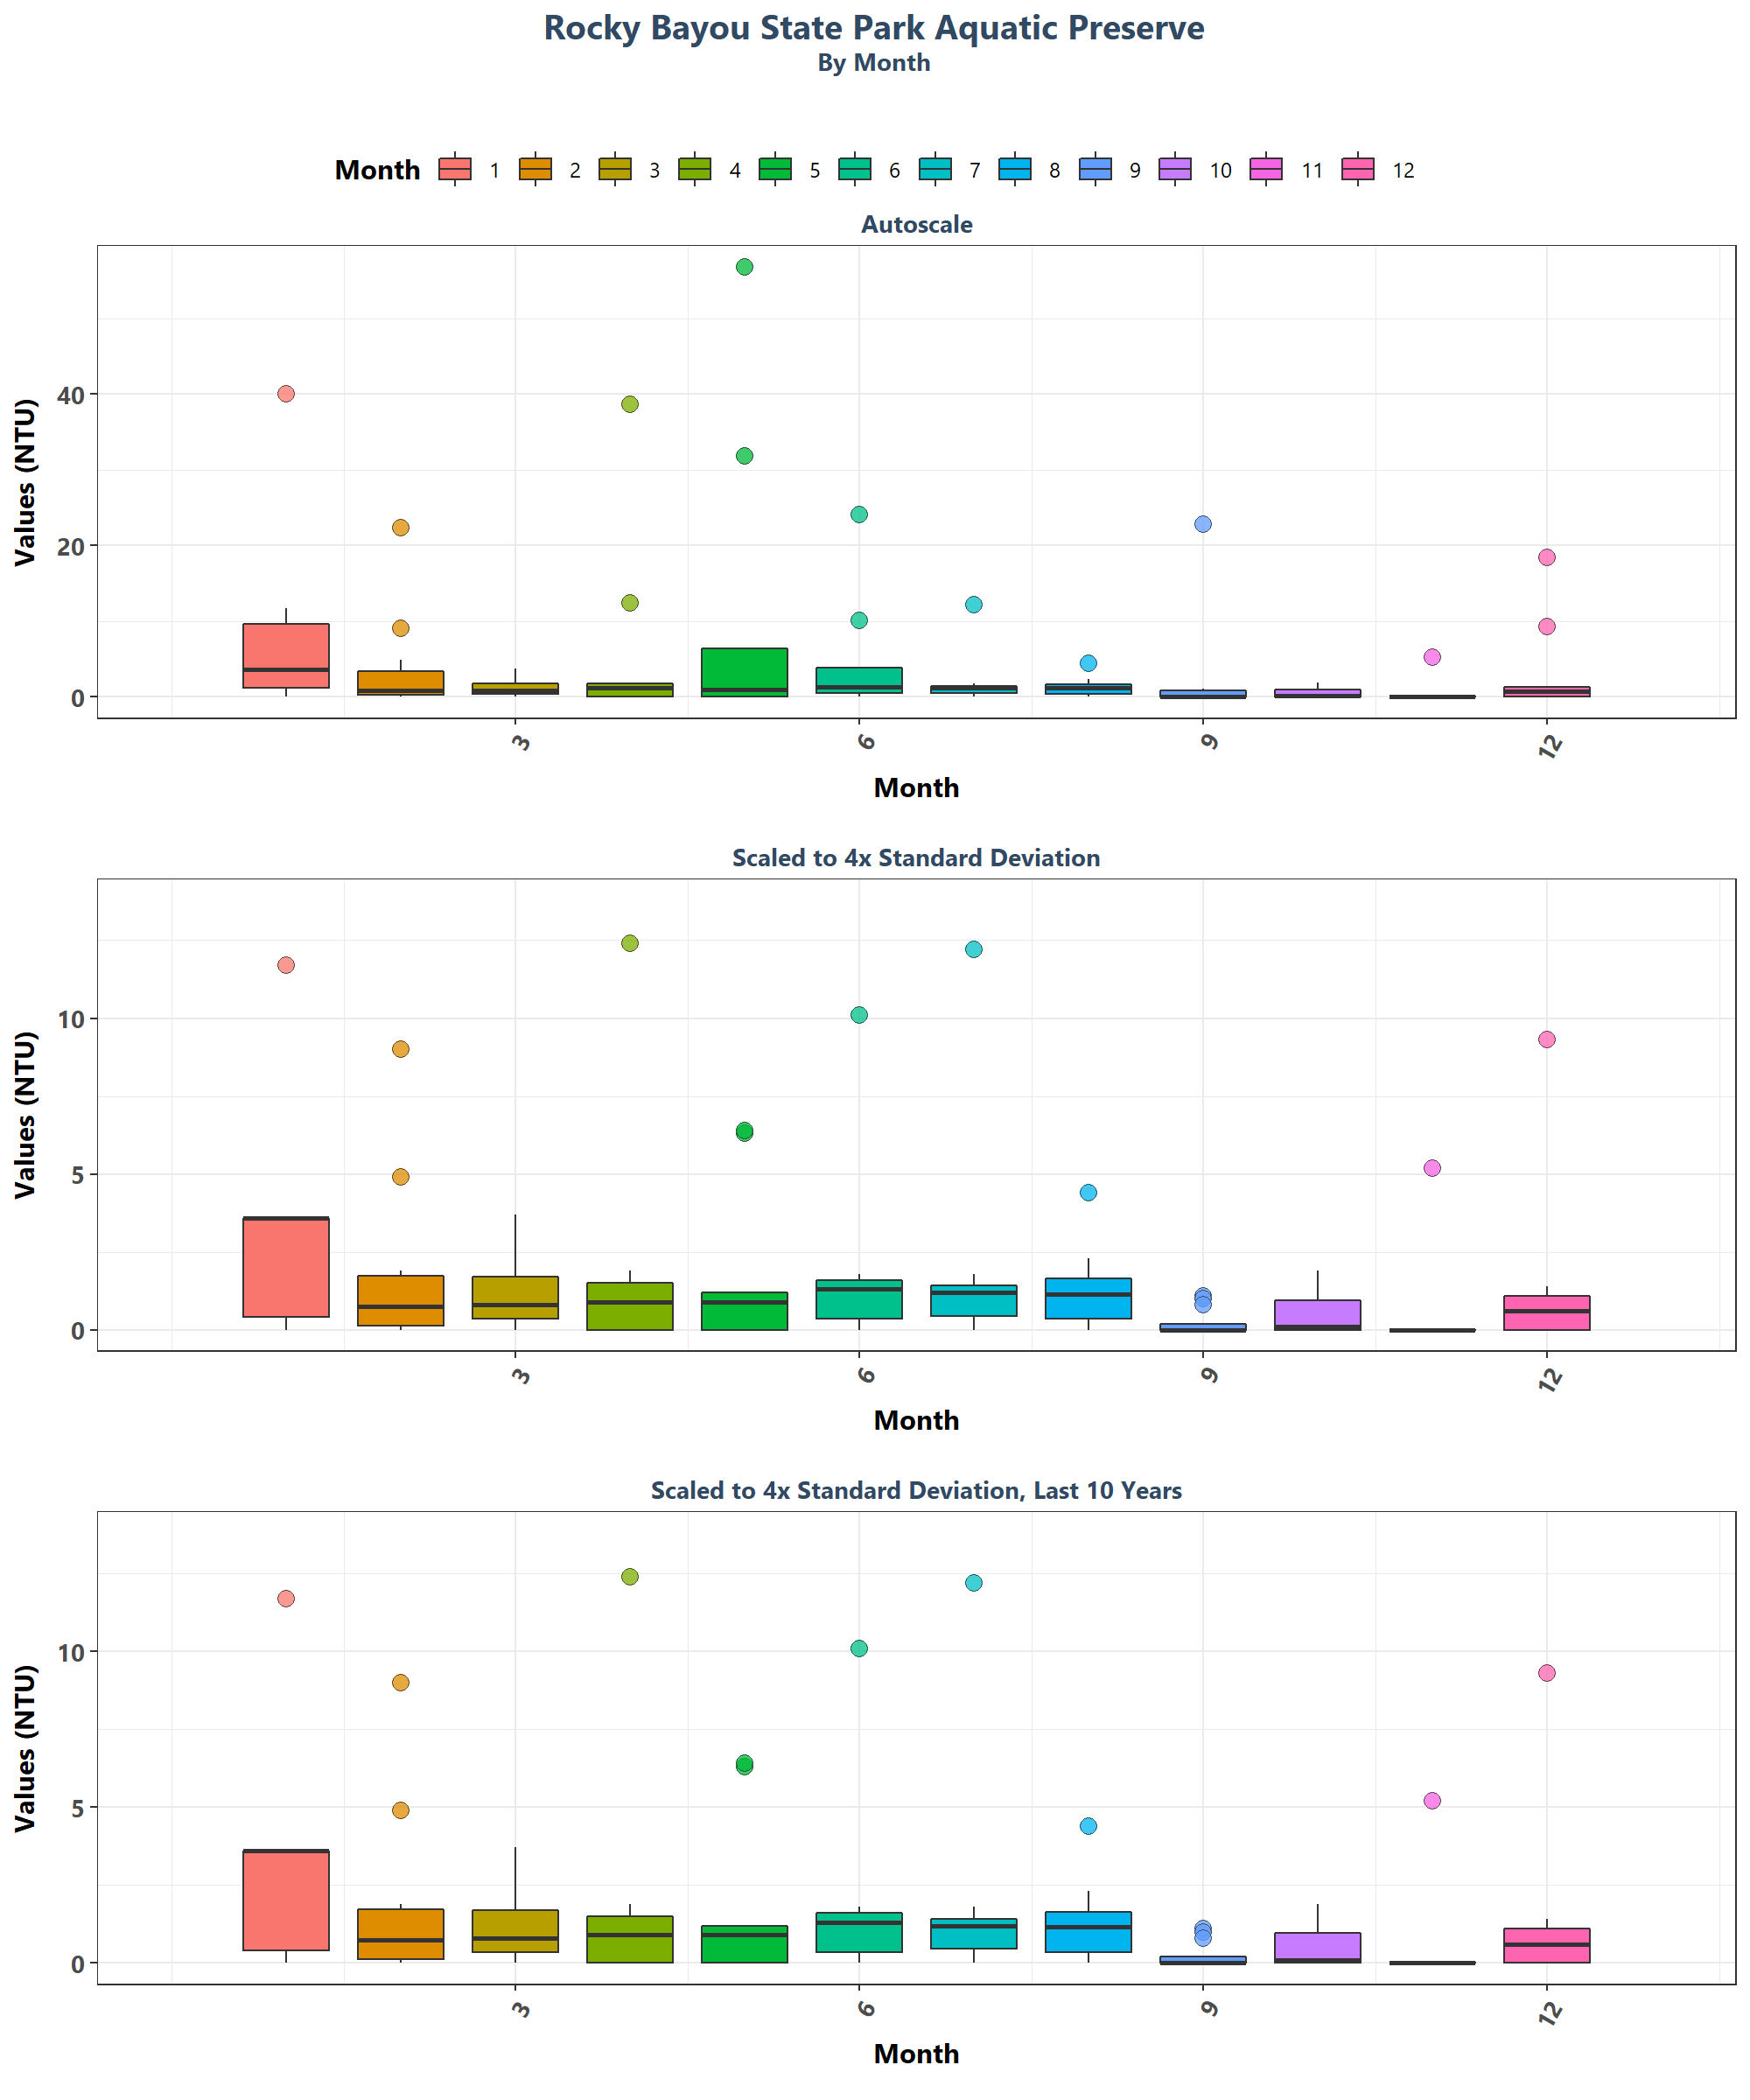 Rocky Bayou State Park Aquatic Preserve
By Month
Month 1 2 3 4 5 6 7 8 9 10 11 12
Autoscale
Values (NTU)
40
20
0
3 6 9 12
Month
Scaled to 4x Standard Deviation
Values (NTU)
10
5
0
3 6 9 12
Month
Scaled to 4x Standard Deviation, Last 10 Years
Values (NTU)
10
5
0
3 6 9 12
Month